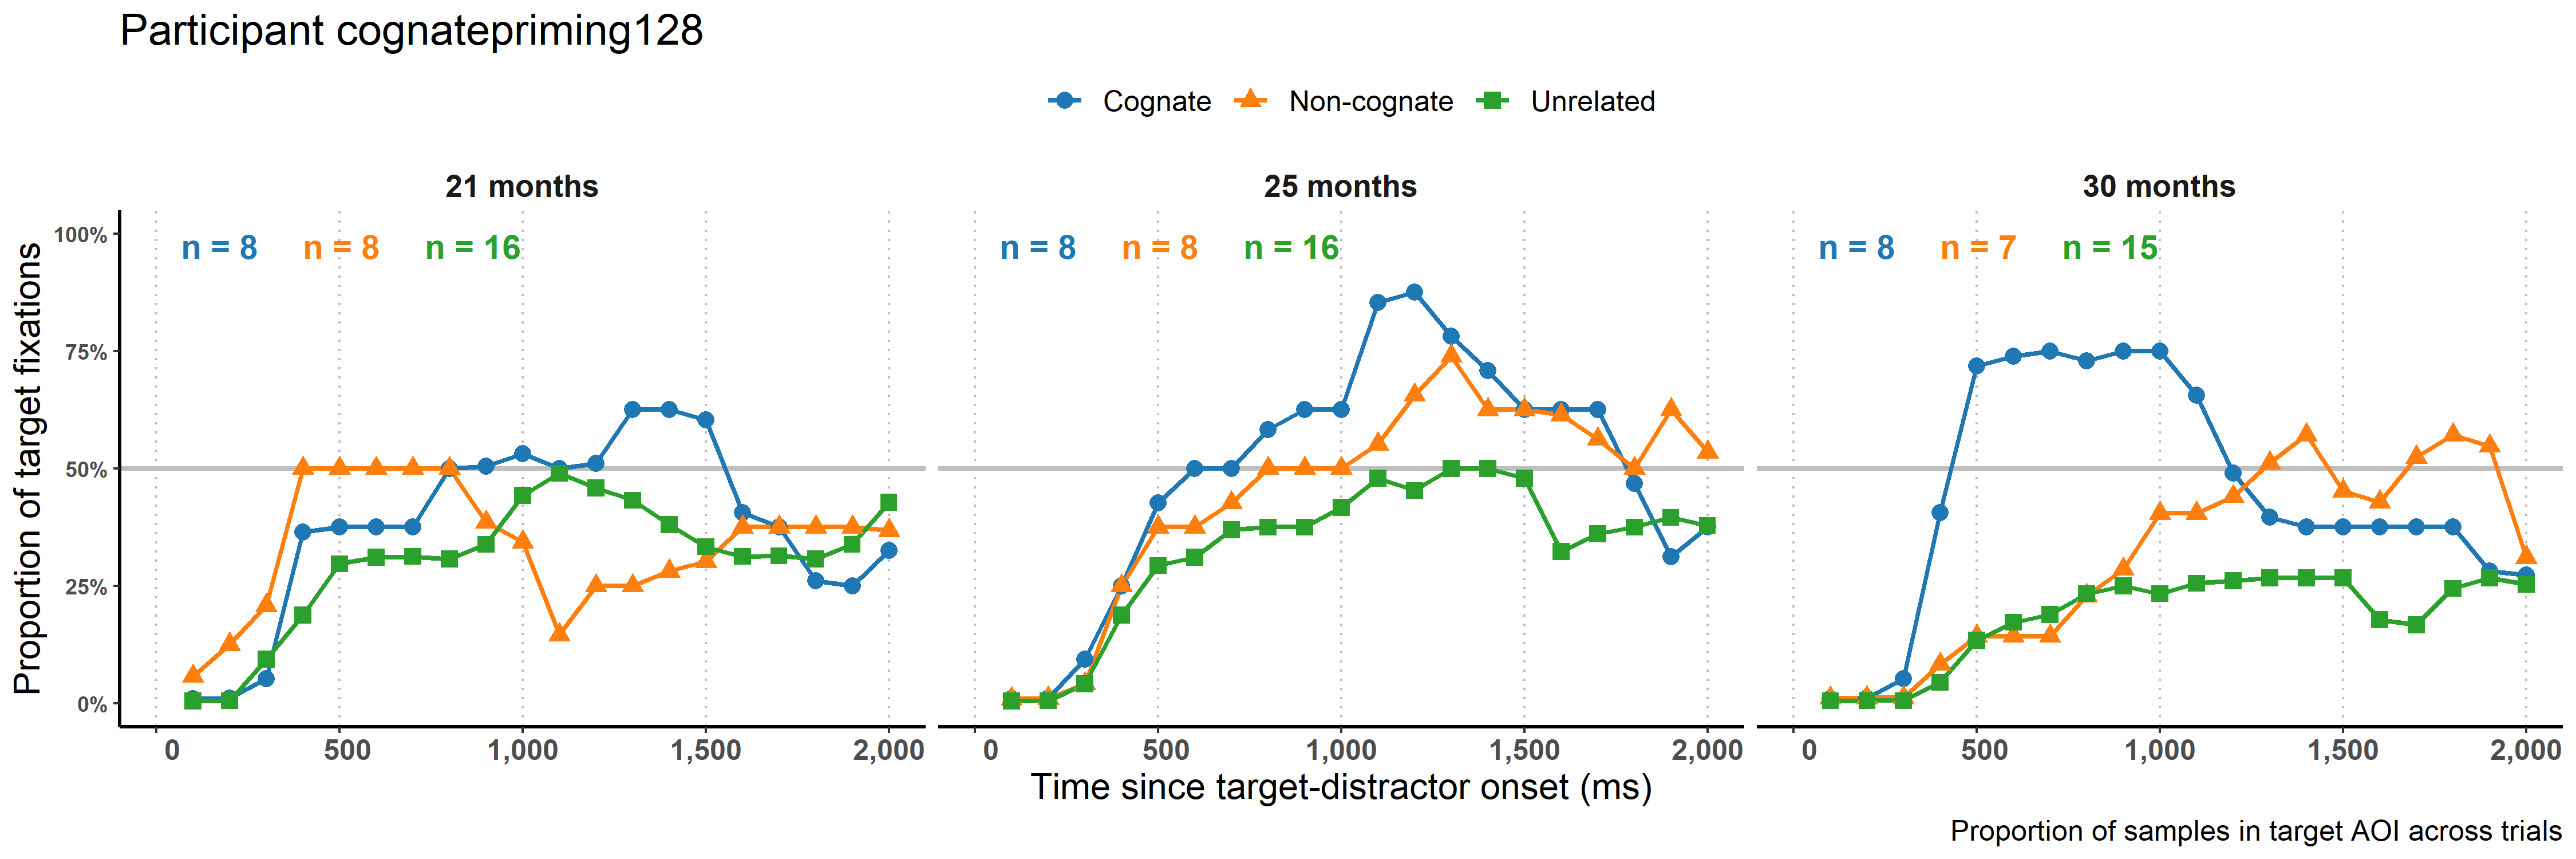 Participant cognatepriming128
Cognate Non-cognate Unrelated
21 months 25 months 30 months
n = 8 n = 8 n = 16 n = 8 n = 8 n = 16 n = 8 n = 7 n = 15
100%
75%
50%
25%
0%
Proportion of target fixations
0 500 1,000 1,500 2,000 0 500 1,000 1,500 2,000 0 500 1,000 1,500 2,000
Time since target-distractor onset (ms)
Proportion of samples in target AOI across trials